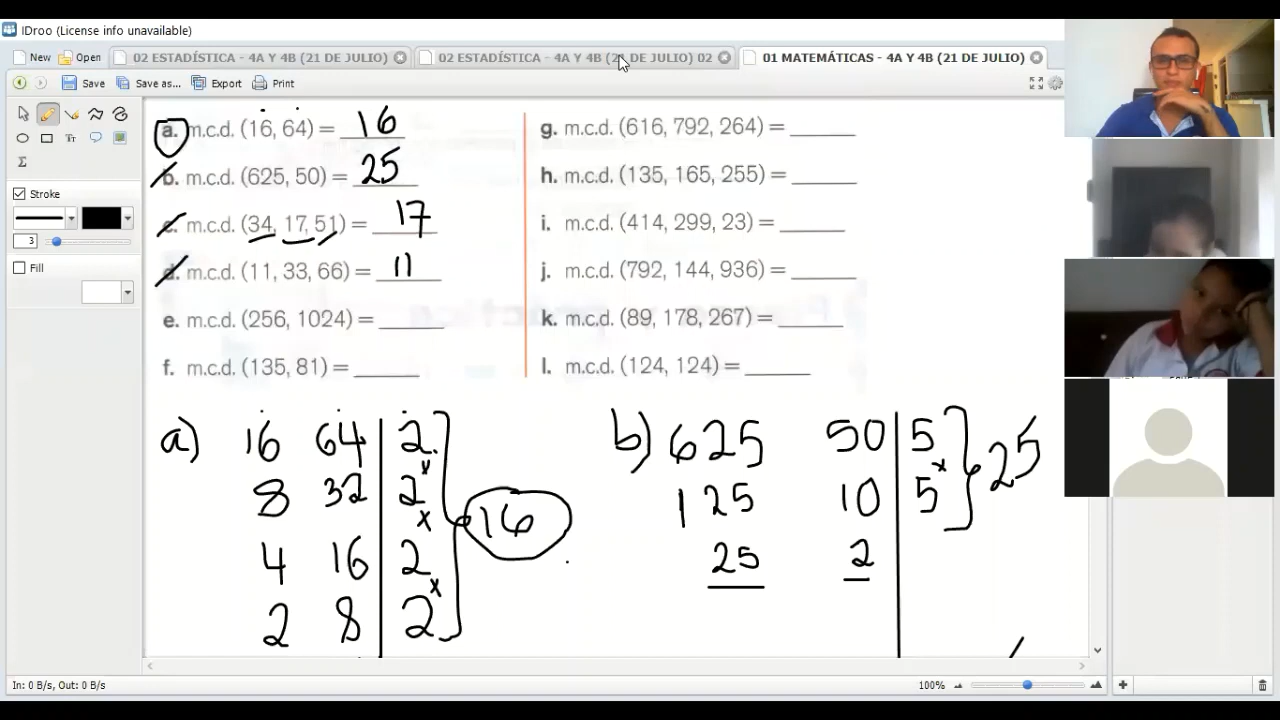 IDroo (License info unavailable)
New Open 02 ESTADÍSTICA - 4A Y 4B (21 DE JULIO) 02 ESTADÍSTICA - 4A Y 4B (21 DE JULIO) 02 01 MATEMÁTICAS - 4A Y 4B (21 DE JULIO)
Save Save as... Export Print
Stroke
3
Fill
a. m.c.d. (16, 64) = 16
b. m.c.d. (625, 50) = 25
c. m.c.d. (34, 17, 51) = 17
d. m.c.d. (11, 33, 66) = 11
e. m.c.d. (256, 1024) = ______
f. m.c.d. (135, 81) = ______
g. m.c.d. (616, 792, 264) = ______
h. m.c.d. (135, 165, 255) = ______
i. m.c.d. (414, 299, 23) = ______
j. m.c.d. (792, 144, 936) = ______
k. m.c.d. (89, 178, 267) = ______
l. m.c.d. (124, 124) = ______
a) 16 64 2
8 32 2 x
4 16 2 x
2 8 2 x
16
b) 625 50 5
125 10 5 x
25 2
25
In: 0 B/s, Out: 0 B/s
100%